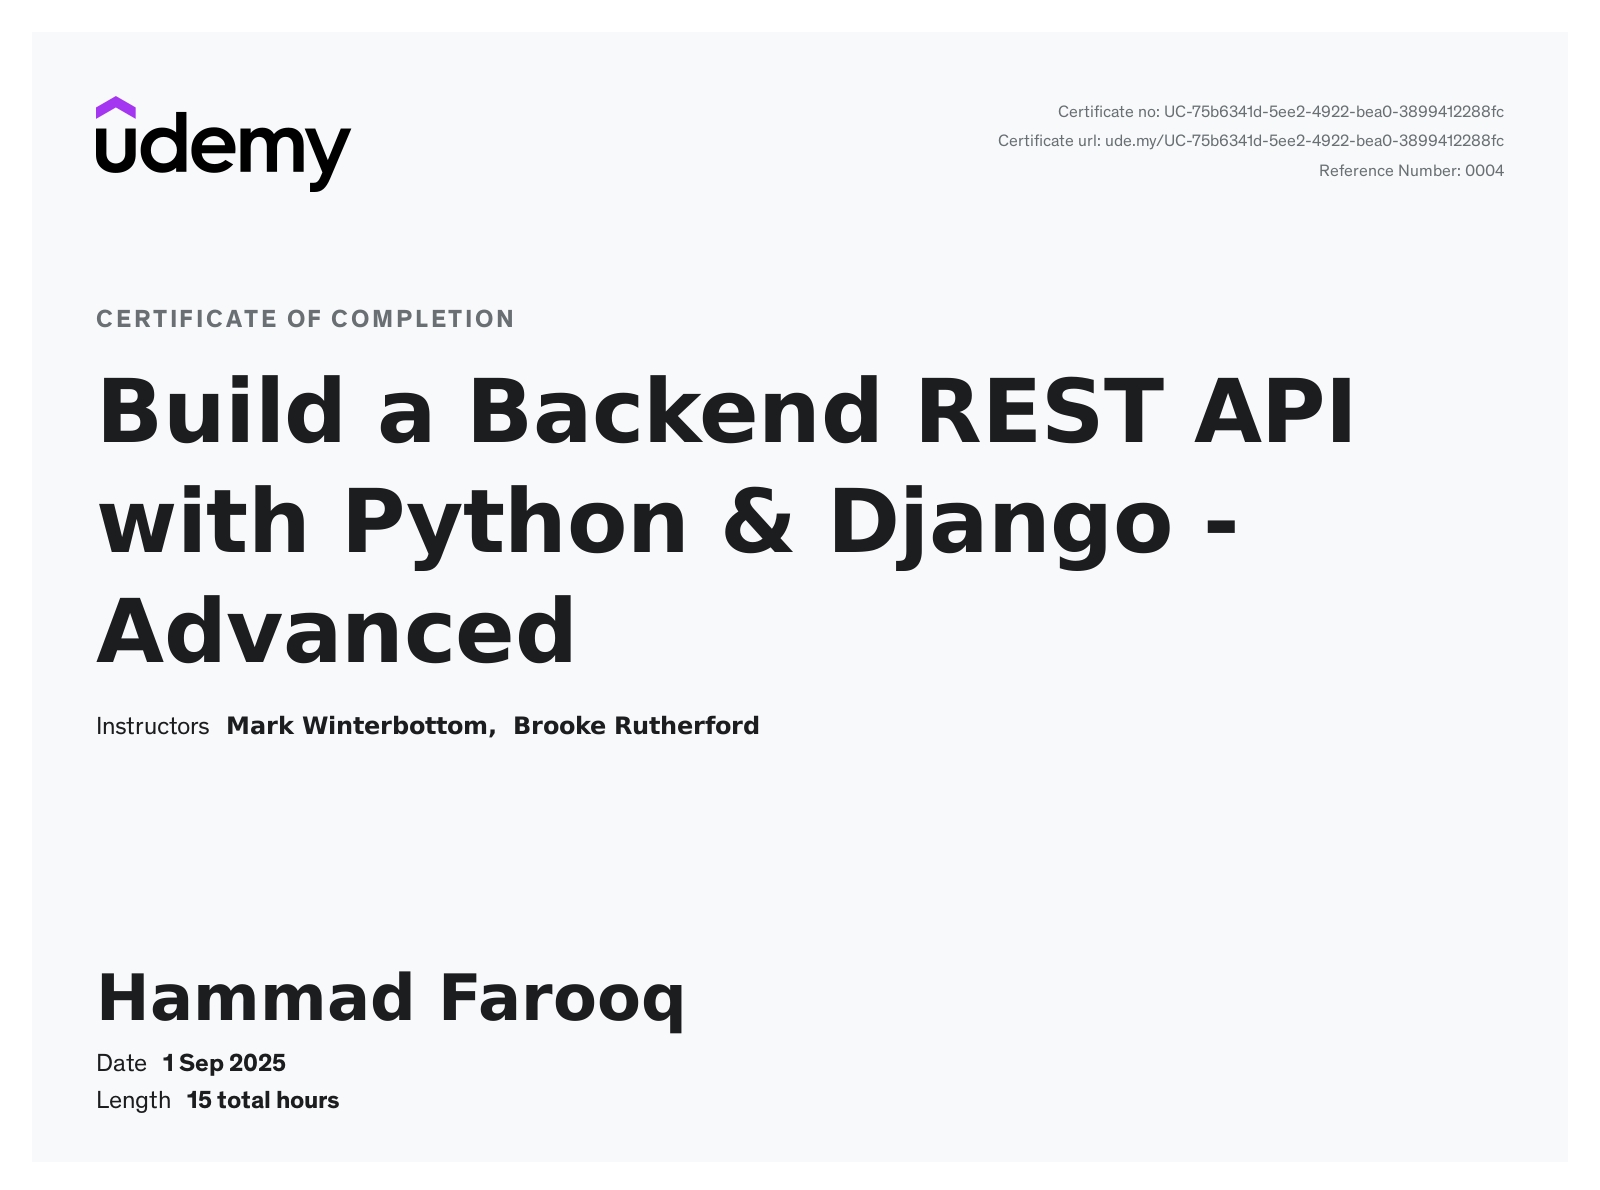 udemy
Certificate no: UC-75b6341d-5ee2-4922-bea0-3899412288fc
Certificate url: ude.my/UC-75b6341d-5ee2-4922-bea0-3899412288fc
Reference Number: 0004
CERTIFICATE OF COMPLETION
Build a Backend REST API
with Python & Django -
Advanced
Instructors Mark Winterbottom, Brooke Rutherford
Hammad Farooq
Date 1 Sep 2025
Length 15 total hours